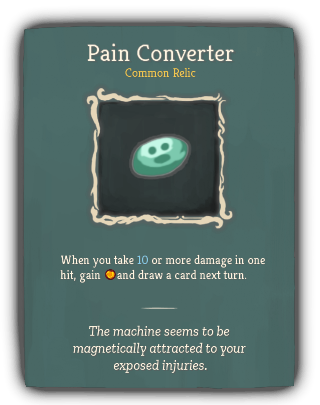 Pain Converter
Common Relic
When you take 10 or more damage in one
hit, gain and draw a card next turn.
The machine seems to be
magnetically attracted to your
exposed injuries.